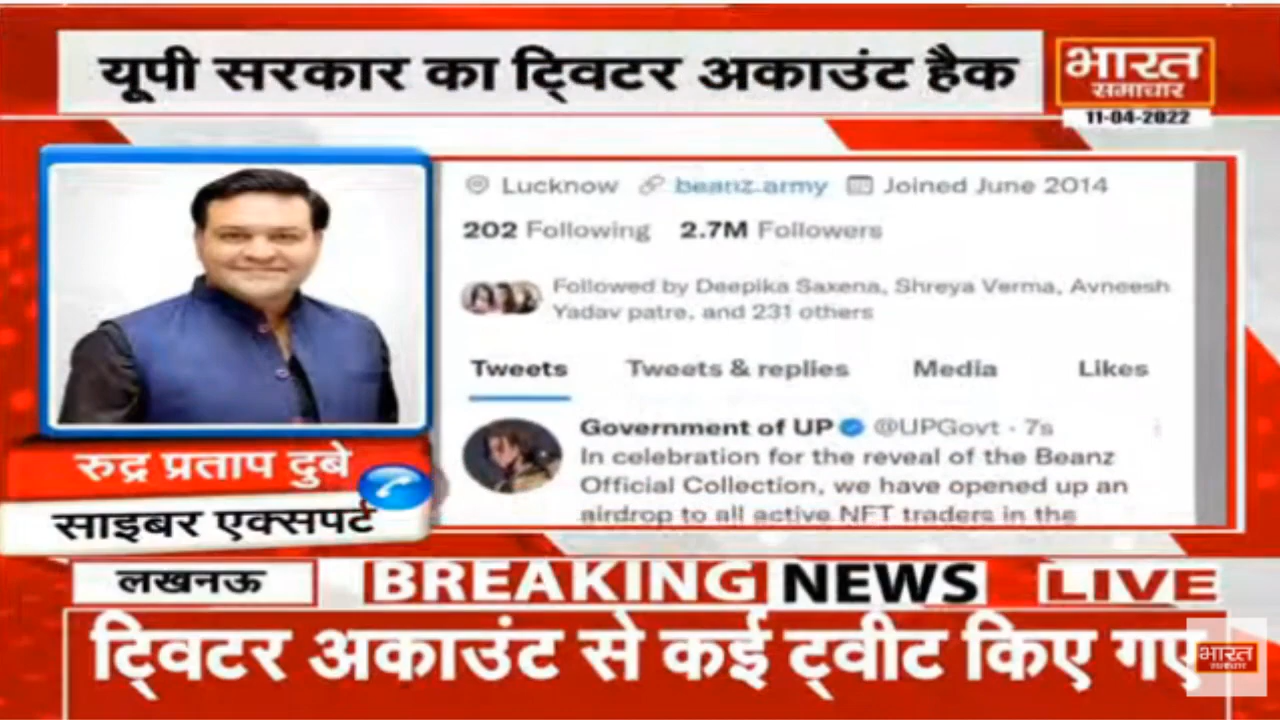 यूपी सरकार का ट्विटर अकाउंट हैक
भारत
समाचार
11-04-2022
Lucknow beanz.army Joined June 2014
202 Following 2.7M Followers
Followed by Deepika Saxena, Shreya Verma, Avneesh
Yadav patre, and 231 others
Tweets Tweets & replies Media Likes
Government of UP @UPGovt · 7s
In celebration for the reveal of the Beanz
Official Collection, we have opened up an
airdrop to all active NFT traders in the
रुद्र प्रताप दुबे
साइबर एक्सपर्ट
लखनऊ BREAKING NEWS LIVE
ट्विटर अकाउंट से कई ट्वीट किए गए
भारत
समाचार